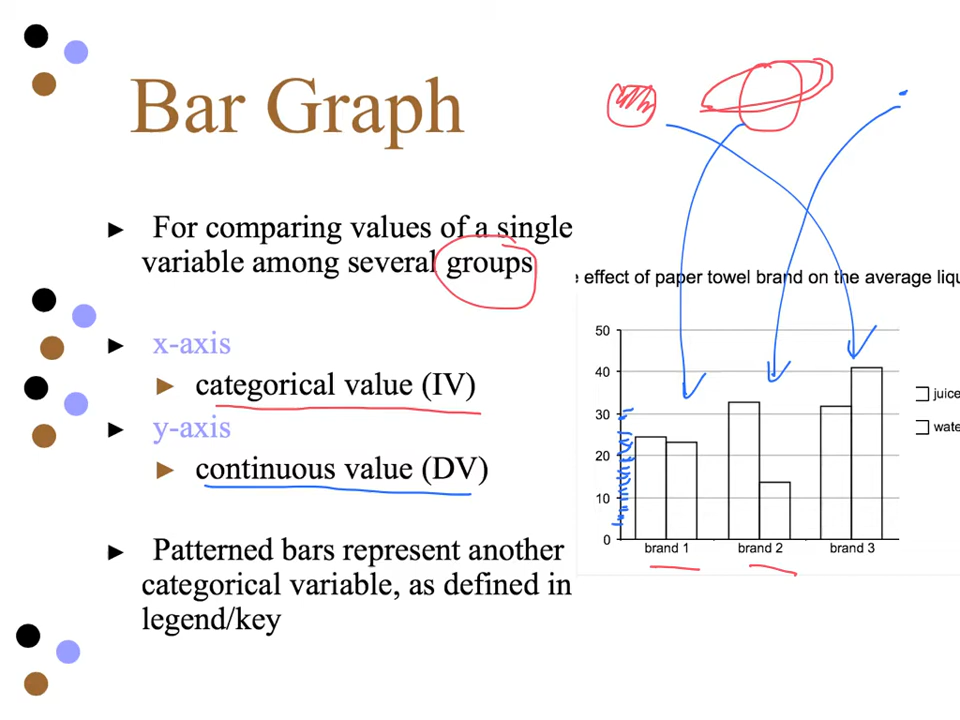 Bar Graph
► For comparing values of a single
variable among several groups
► x-axis
► categorical value (IV)
► y-axis
► continuous value (DV)
► Patterned bars represent another
categorical variable, as defined in
legend/key
effect of paper towel brand on the average
50
40
30
20
10
0
brand 1 brand 2 brand 3
juice